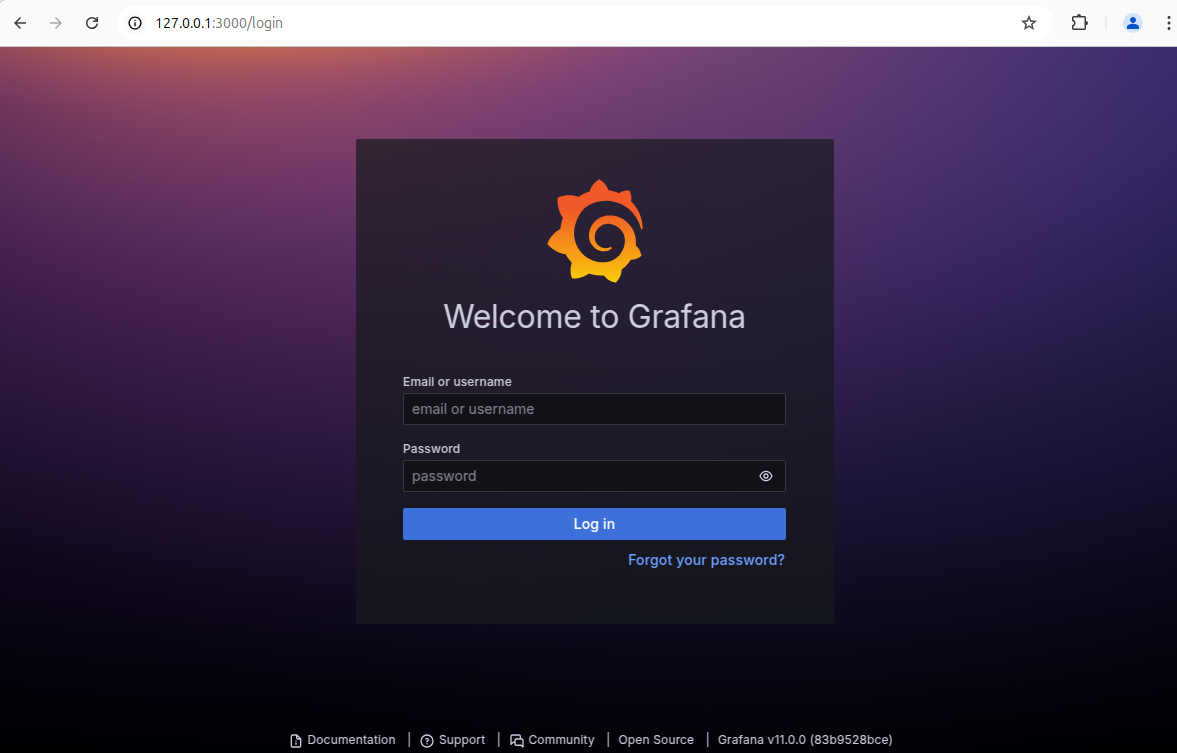 127.0.0.1:3000/login
Welcome to Grafana
Email or username
email or username
Password
password
Log in
Forgot your password?
Documentation | Support | Community | Open Source | Grafana v11.0.0 (83b9528bce)